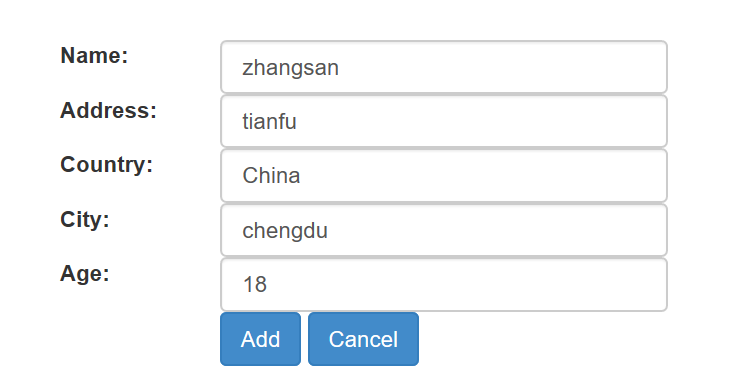 Name: zhangsan
Address: tianfu
Country: China
City: chengdu
Age: 18
Add Cancel